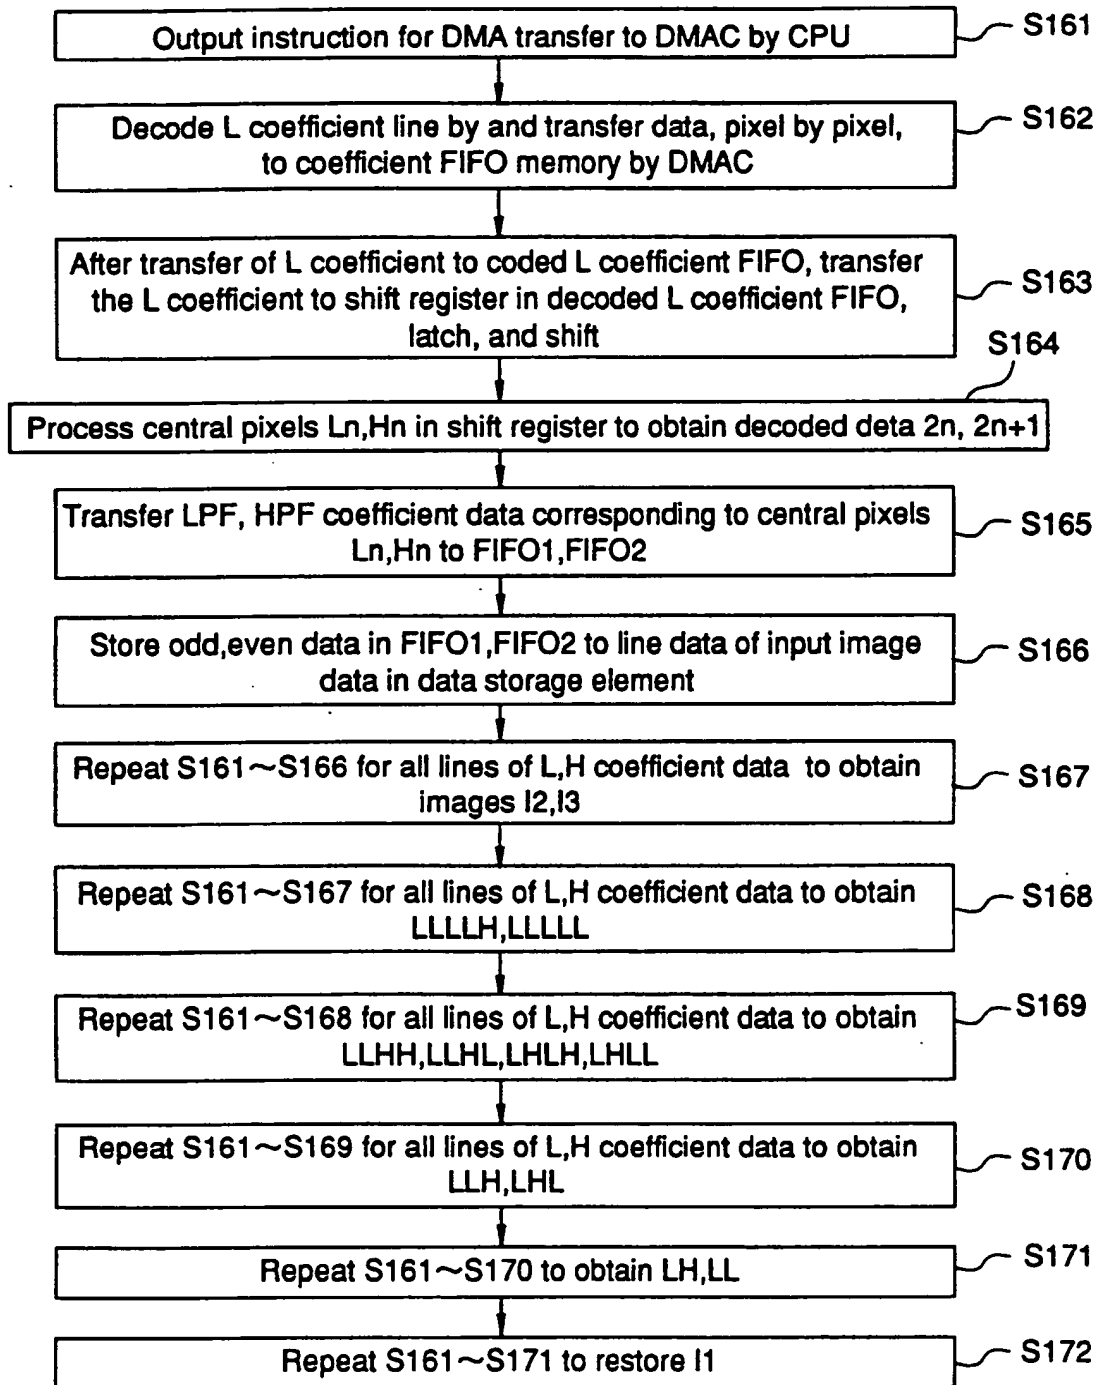 Output instruction for DMA transfer to DMAC by CPU
S161
Decode L coefficient line by and transfer data, pixel by pixel,
to coefficient FIFO memory by DMAC
S162
After transfer of L coefficient to coded L coefficient FIFO, transfer
the L coefficient to shift register in decoded L coefficient FIFO,
latch, and shift
S163
S164
Process central pixels Ln,Hn in shift register to obtain decoded deta 2n, 2n+1
Transfer LPF, HPF coefficient data corresponding to central pixels
Ln,Hn to FIFO1,FIFO2
S165
Store odd,even data in FIFO1,FIFO2 to line data of input image
data in data storage element
S166
Repeat S161~S166 for all lines of L,H coefficient data to obtain
images I2,I3
S167
Repeat S161~S167 for all lines of L,H coefficient data to obtain
LLLLH,LLLLL
S168
Repeat S161~S168 for all lines of L,H coefficient data to obtain
LLHH,LLHL,LHLH,LHLL
S169
Repeat S161~S169 for all lines of L,H coefficient data to obtain
LLH,LHL
S170
Repeat S161~S170 to obtain LH,LL
S171
Repeat S161~S171 to restore I1
S172